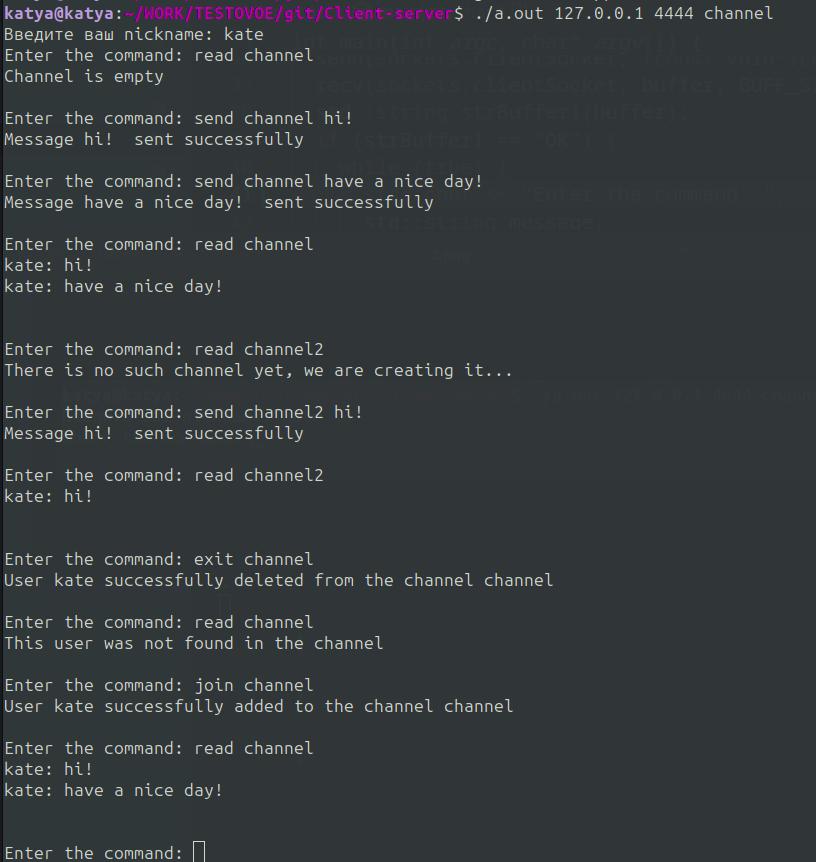 katya@katya:~/WORK/TESTOVOE/git/Client-server$ ./a.out 127.0.0.1 4444 channel
Введите ваш nickname: kate
Enter the command: read channel
Channel is empty
Enter the command: send channel hi!
Message hi!  sent successfully
Enter the command: send channel have a nice day!
Message have a nice day!  sent successfully
Enter the command: read channel
kate: hi!
kate: have a nice day!
Enter the command: read channel2
There is no such channel yet, we are creating it...
Enter the command: send channel2 hi!
Message hi!  sent successfully
Enter the command: read channel2
kate: hi!
Enter the command: exit channel
User kate successfully deleted from the channel channel
Enter the command: read channel
This user was not found in the channel
Enter the command: join channel
User kate successfully added to the channel channel
Enter the command: read channel
kate: hi!
kate: have a nice day!
Enter the command: